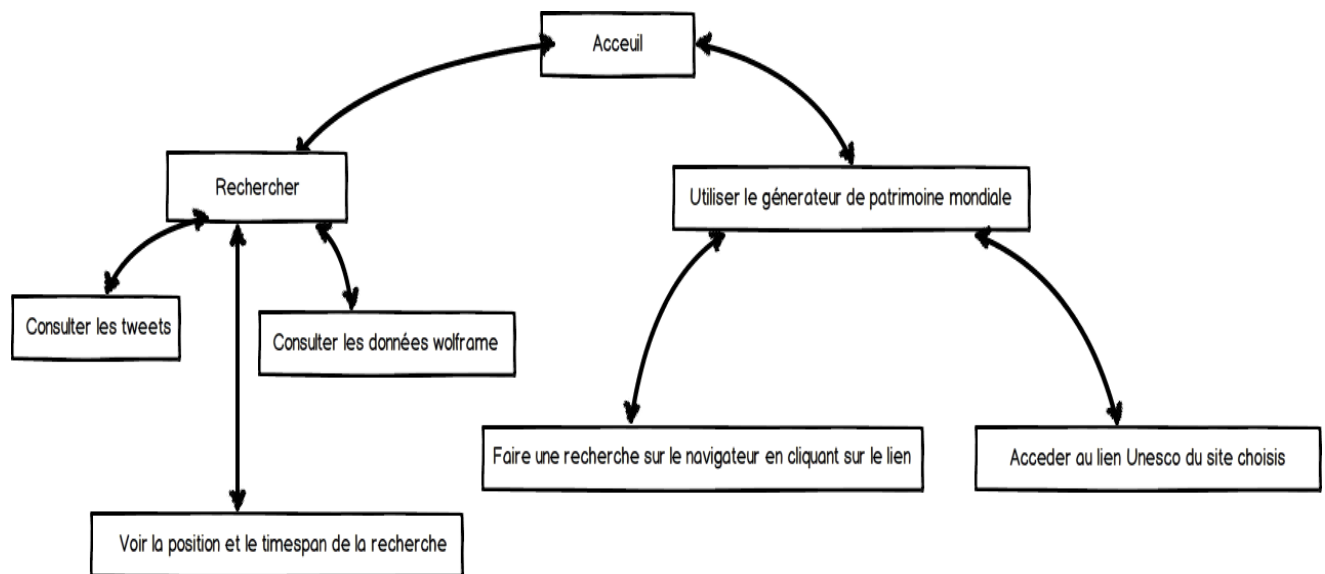 Acceuil
Rechercher
Utiliser le génerateur de patrimoine mondiale
Consulter les tweets
Consulter les données wolframe
Faire une recherche sur le navigateur en cliquant sur le lien
Acceder au lien Unesco du site choisis
Voir la position et le timespan de la recherche